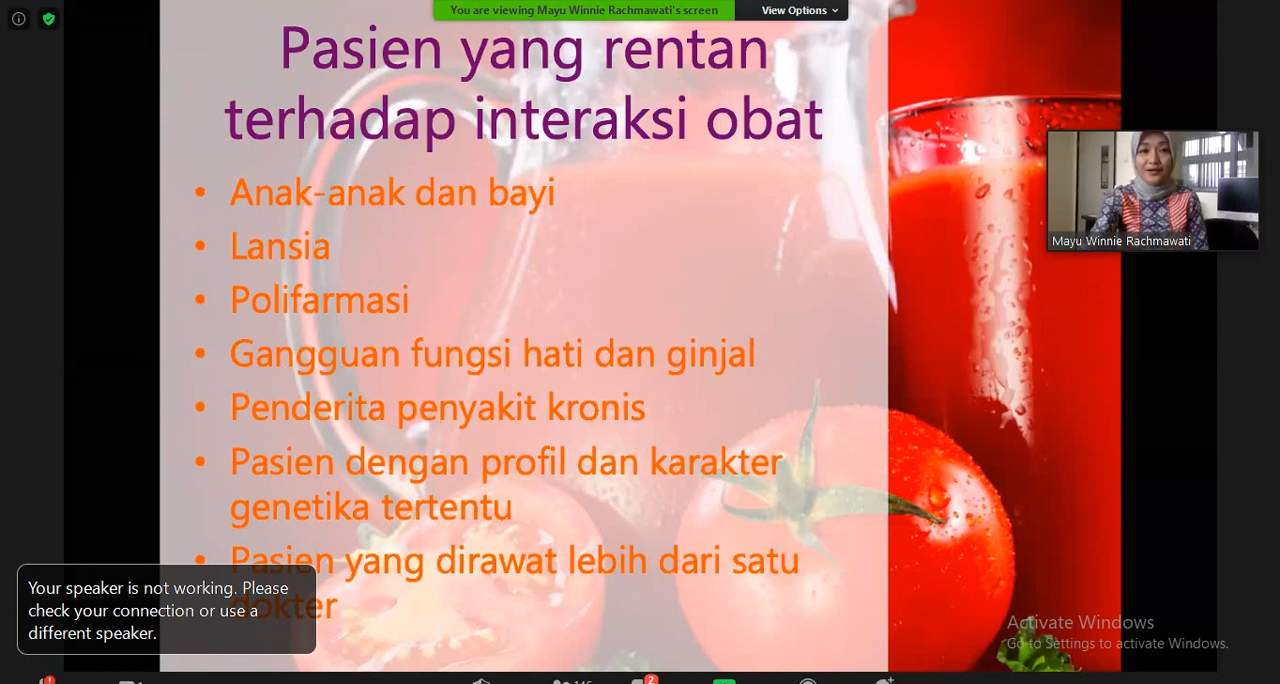 You are viewing Mayu Winnie Rachmawati's screen
View Options
Pasien yang rentan
terhadap interaksi obat
• Anak-anak dan bayi
• Lansia
• Polifarmasi
• Gangguan fungsi hati dan ginjal
• Penderita penyakit kronis
• Pasien dengan profil dan karakter
genetika tertentu
• Pasien yang dirawat lebih dari satu
dokter
Mayu Winnie Rachmawati
Your speaker is not working. Please
check your connection or use a
different speaker.
Activate Windows
Go to Settings to activate Windows.
2